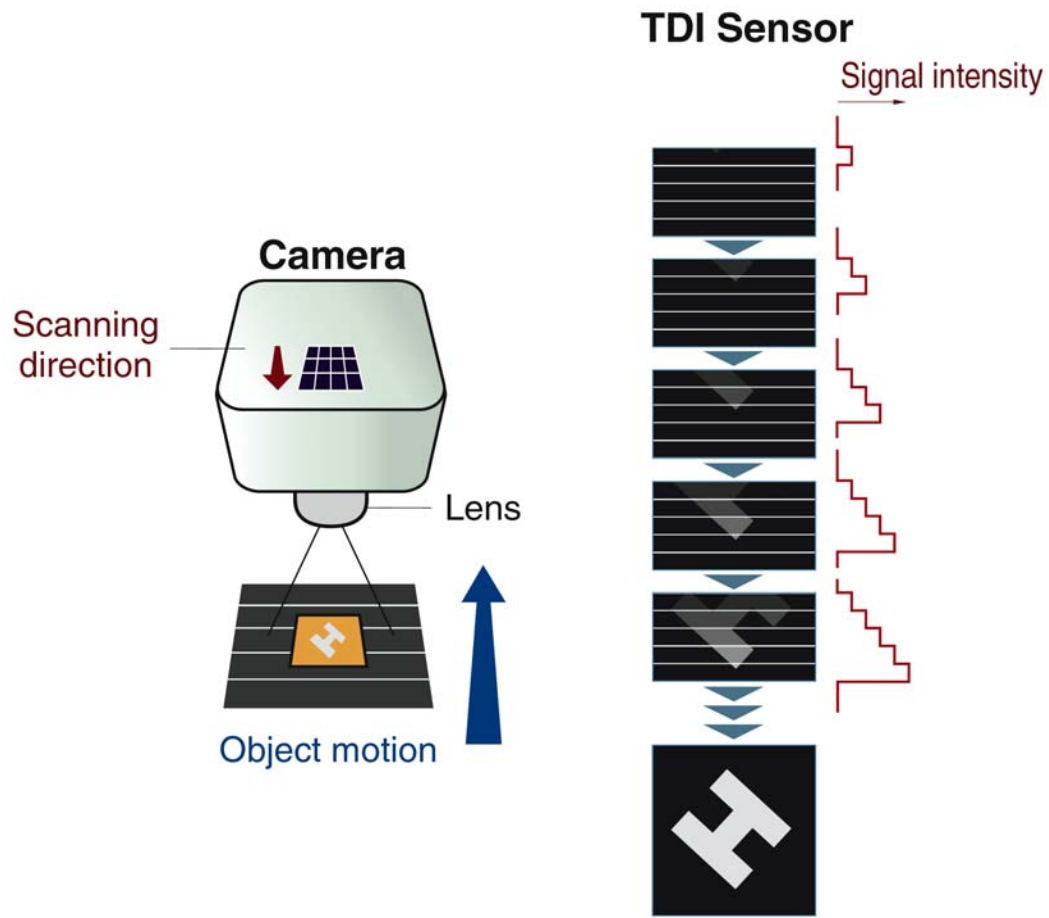 TDI Sensor
Signal intensity
Camera
Scanning
direction
Lens
H
Object motion
H